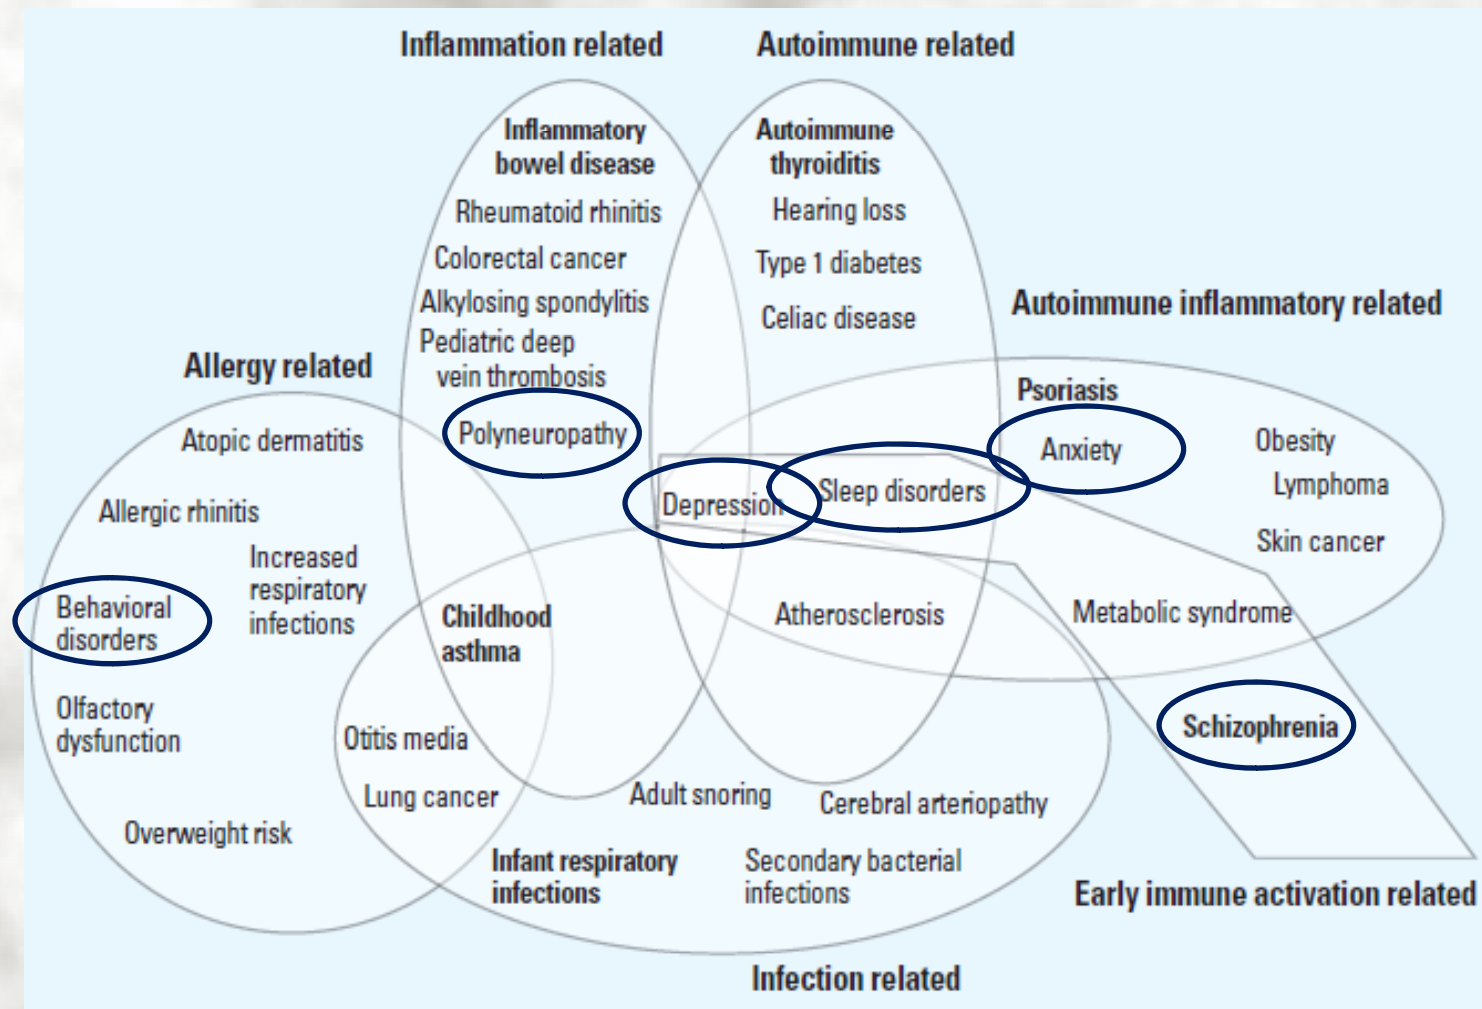 Inflammation related
Autoimmune related
Inflammatory
bowel disease
Rheumatoid rhinitis
Colorectal cancer
Alkylosing spondylitis
Pediatric deep
vein thrombosis
Polyneuropathy
Autoimmune
thyroiditis
Hearing loss
Type 1 diabetes
Celiac disease
Autoimmune inflammatory related
Psoriasis
Anxiety
Obesity
Lymphoma
Skin cancer
Depression
Sleep disorders
Atherosclerosis
Metabolic syndrome
Allergy related
Atopic dermatitis
Allergic rhinitis
Increased
respiratory
infections
Behavioral
disorders
Olfactory
dysfunction
Overweight risk
Childhood
asthma
Otitis media
Lung cancer
Adult snoring
Cerebral arteriopathy
Infant respiratory
infections
Secondary bacterial
infections
Schizophrenia
Early immune activation related
Infection related